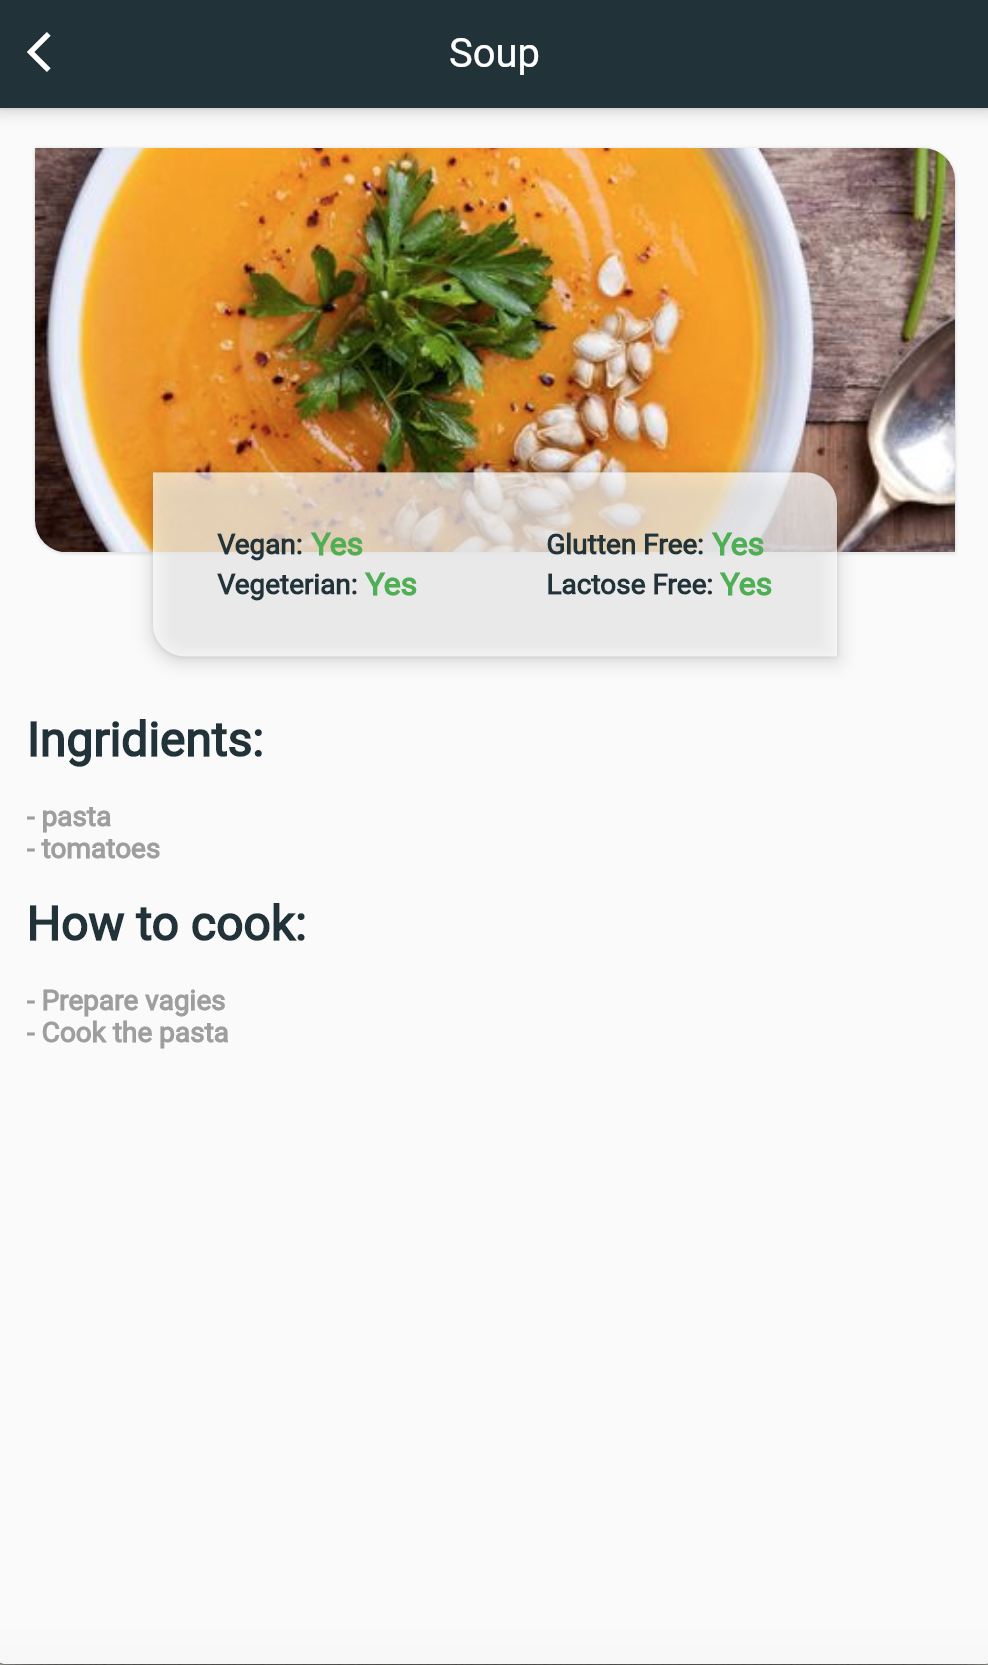 Soup
Vegan: Yes
Glutten Free: Yes
Vegeterian: Yes
Lactose Free: Yes
Ingridients:
- pasta
- tomatoes
How to cook:
- Prepare vagies
- Cook the pasta